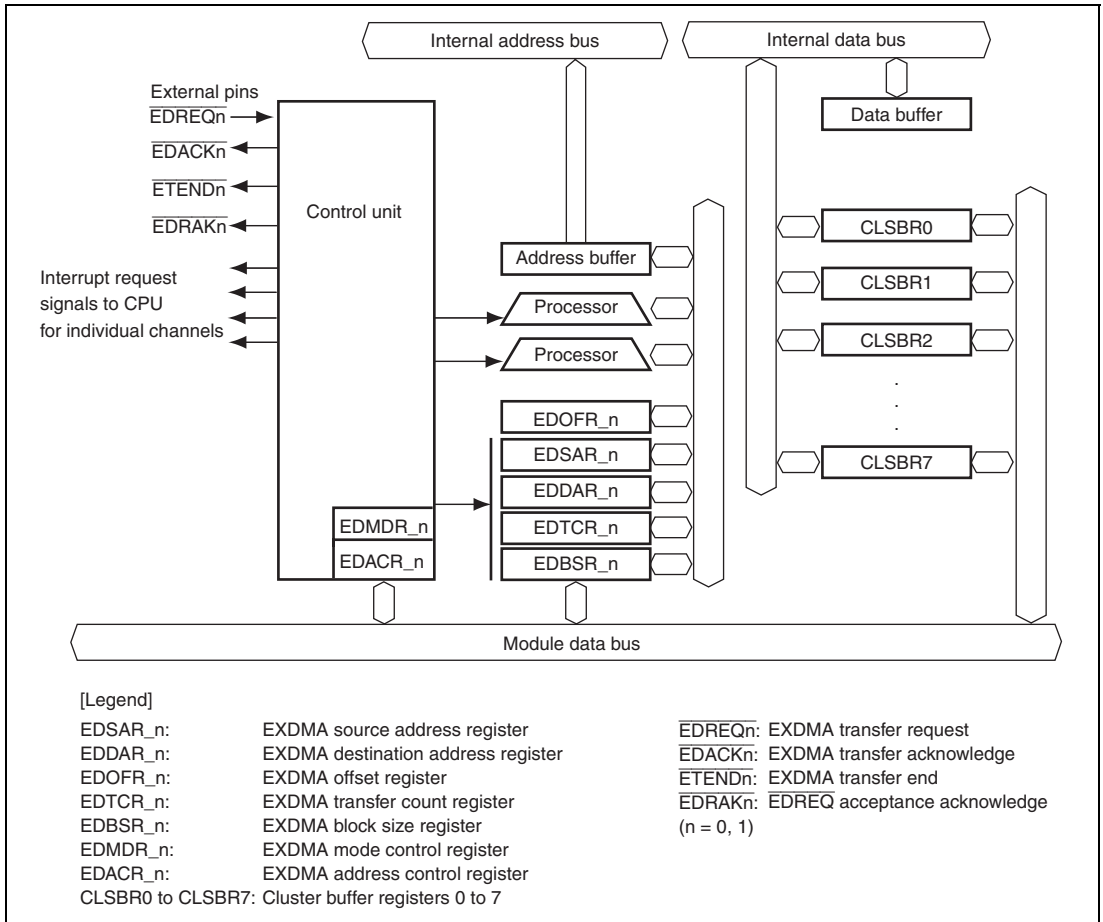 Internal address bus
Internal data bus
External pins
EDREQn
EDACKn
ETENDn
EDRAKn
Interrupt request
signals to CPU
for individual channels
Control unit
EDMDR_n
EDACR_n
Address buffer
Processor
Processor
EDOFR_n
EDSAR_n
EDDAR_n
EDTCR_n
EDBSR_n
Data buffer
CLSBR0
CLSBR1
CLSBR2
.
.
.
CLSBR7
Module data bus
[Legend]
EDSAR_n: EXDMA source address register
EDDAR_n: EXDMA destination address register
EDOFR_n: EXDMA offset register
EDTCR_n: EXDMA transfer count register
EDBSR_n: EXDMA block size register
EDMDR_n: EXDMA mode control register
EDACR_n: EXDMA address control register
CLSBR0 to CLSBR7: Cluster buffer registers 0 to 7
EDREQn: EXDMA transfer request
EDACKn: EXDMA transfer acknowledge
ETENDn: EXDMA transfer end
EDRAKn: EDREQ acceptance acknowledge
(n = 0, 1)